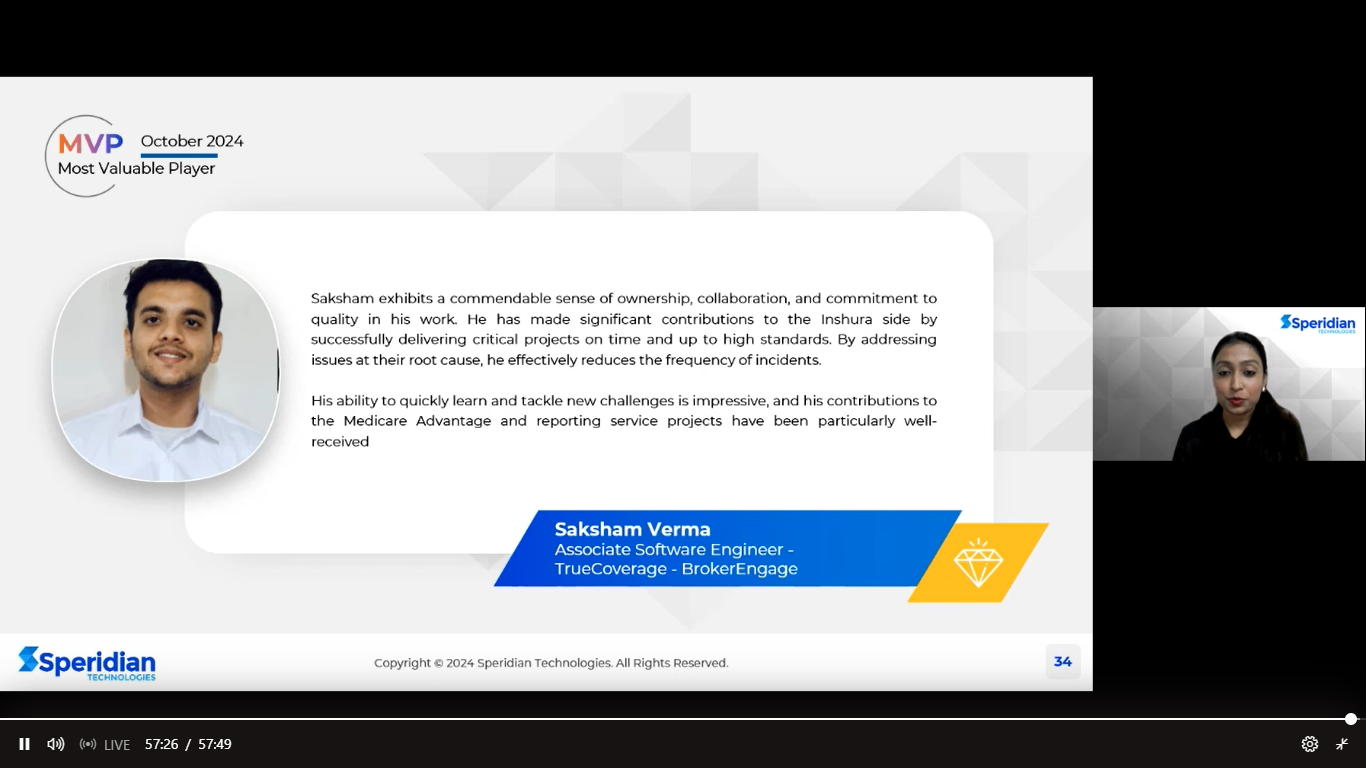 MVP
October 2024
Most Valuable Player
Saksham exhibits a commendable sense of ownership, collaboration, and commitment to
quality in his work. He has made significant contributions to the Inshura side by
successfully delivering critical projects on time and up to high standards. By addressing
issues at their root cause, he effectively reduces the frequency of incidents.
His ability to quickly learn and tackle new challenges is impressive, and his contributions to
the Medicare Advantage and reporting service projects have been particularly well-
received
Saksham Verma
Associate Software Engineer -
TrueCoverage - BrokerEngage
Speridian
TECHNOLOGIES
Copyright © 2024 Speridian Technologies. All Rights Reserved.
34
Speridian
TECHNOLOGIES
LIVE
57:26 / 57:49